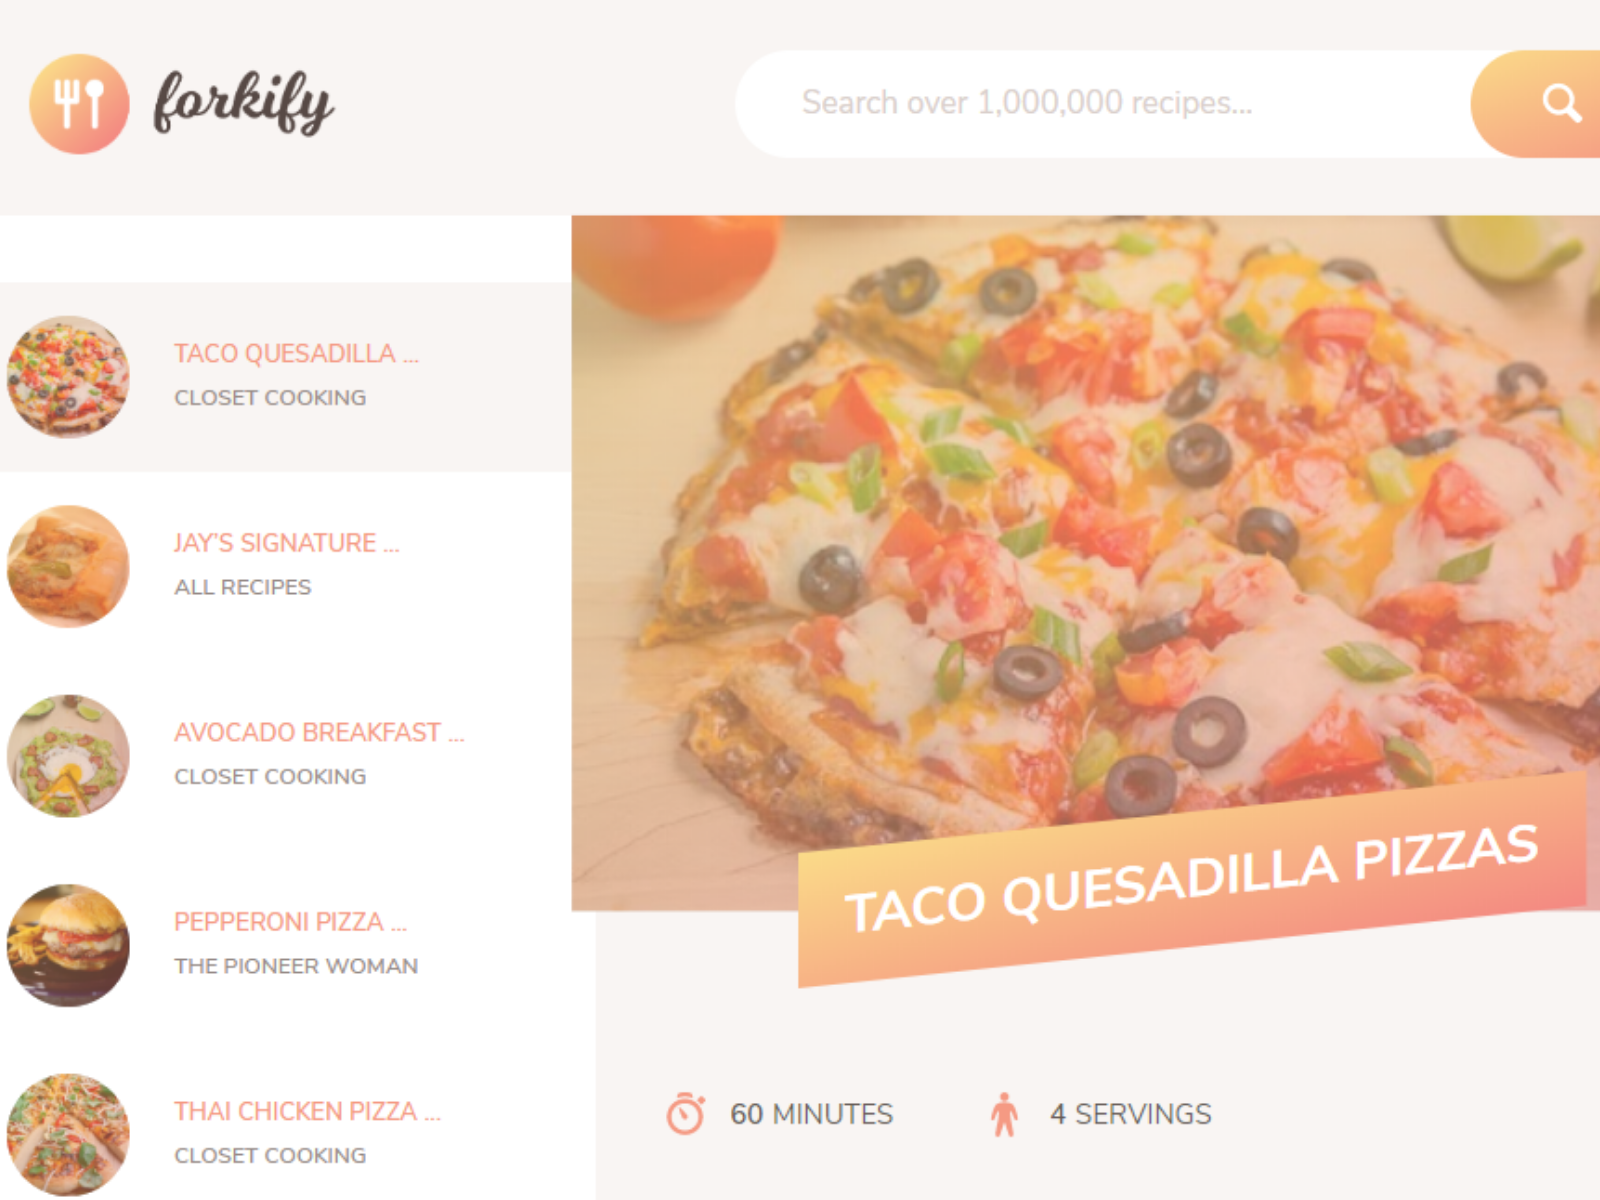 forkify
Search over 1,000,000 recipes...
TACO QUESADILLA ...
CLOSET COOKING
JAY'S SIGNATURE ...
ALL RECIPES
AVOCADO BREAKFAST ...
CLOSET COOKING
PEPPERONI PIZZA ...
THE PIONEER WOMAN
THAI CHICKEN PIZZA ...
CLOSET COOKING
TACO QUESADILLA PIZZAS
60 MINUTES
4 SERVINGS